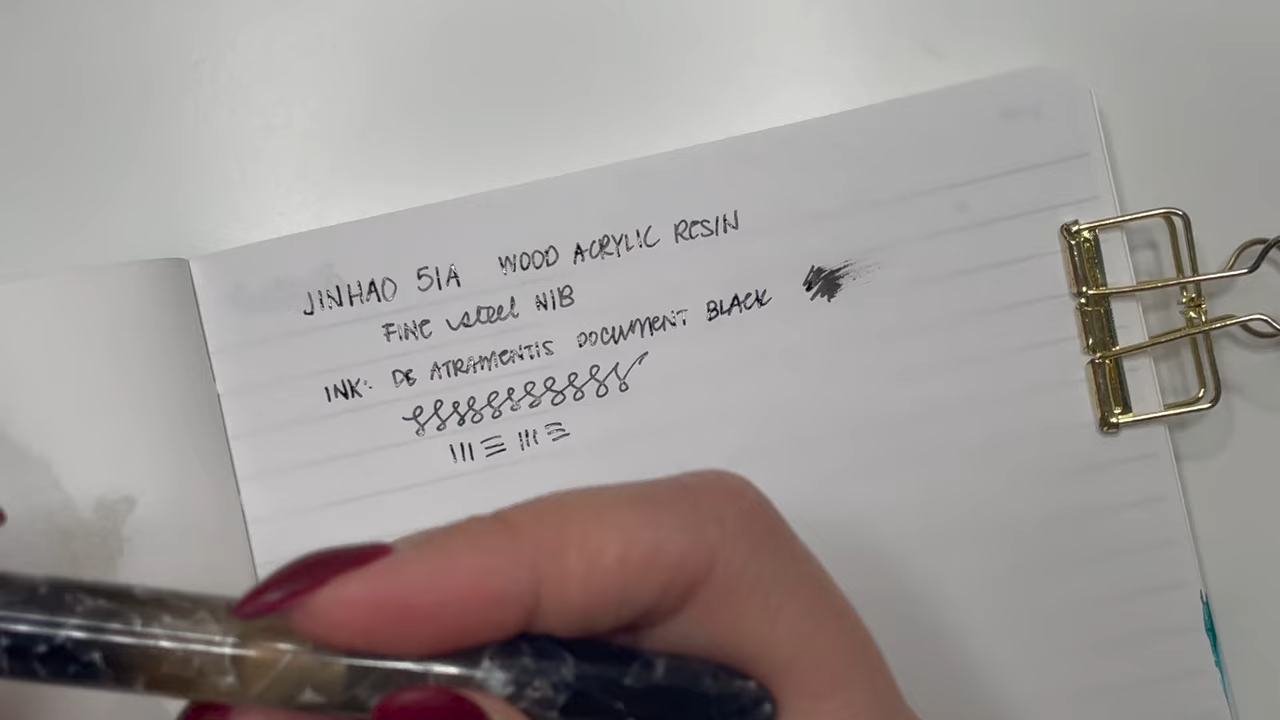 JINHAO 51A WOOD ACRYLIC RESIN
FINE steel NIB
INK: DE ATRAMENTIS DOCUMENT BLACK